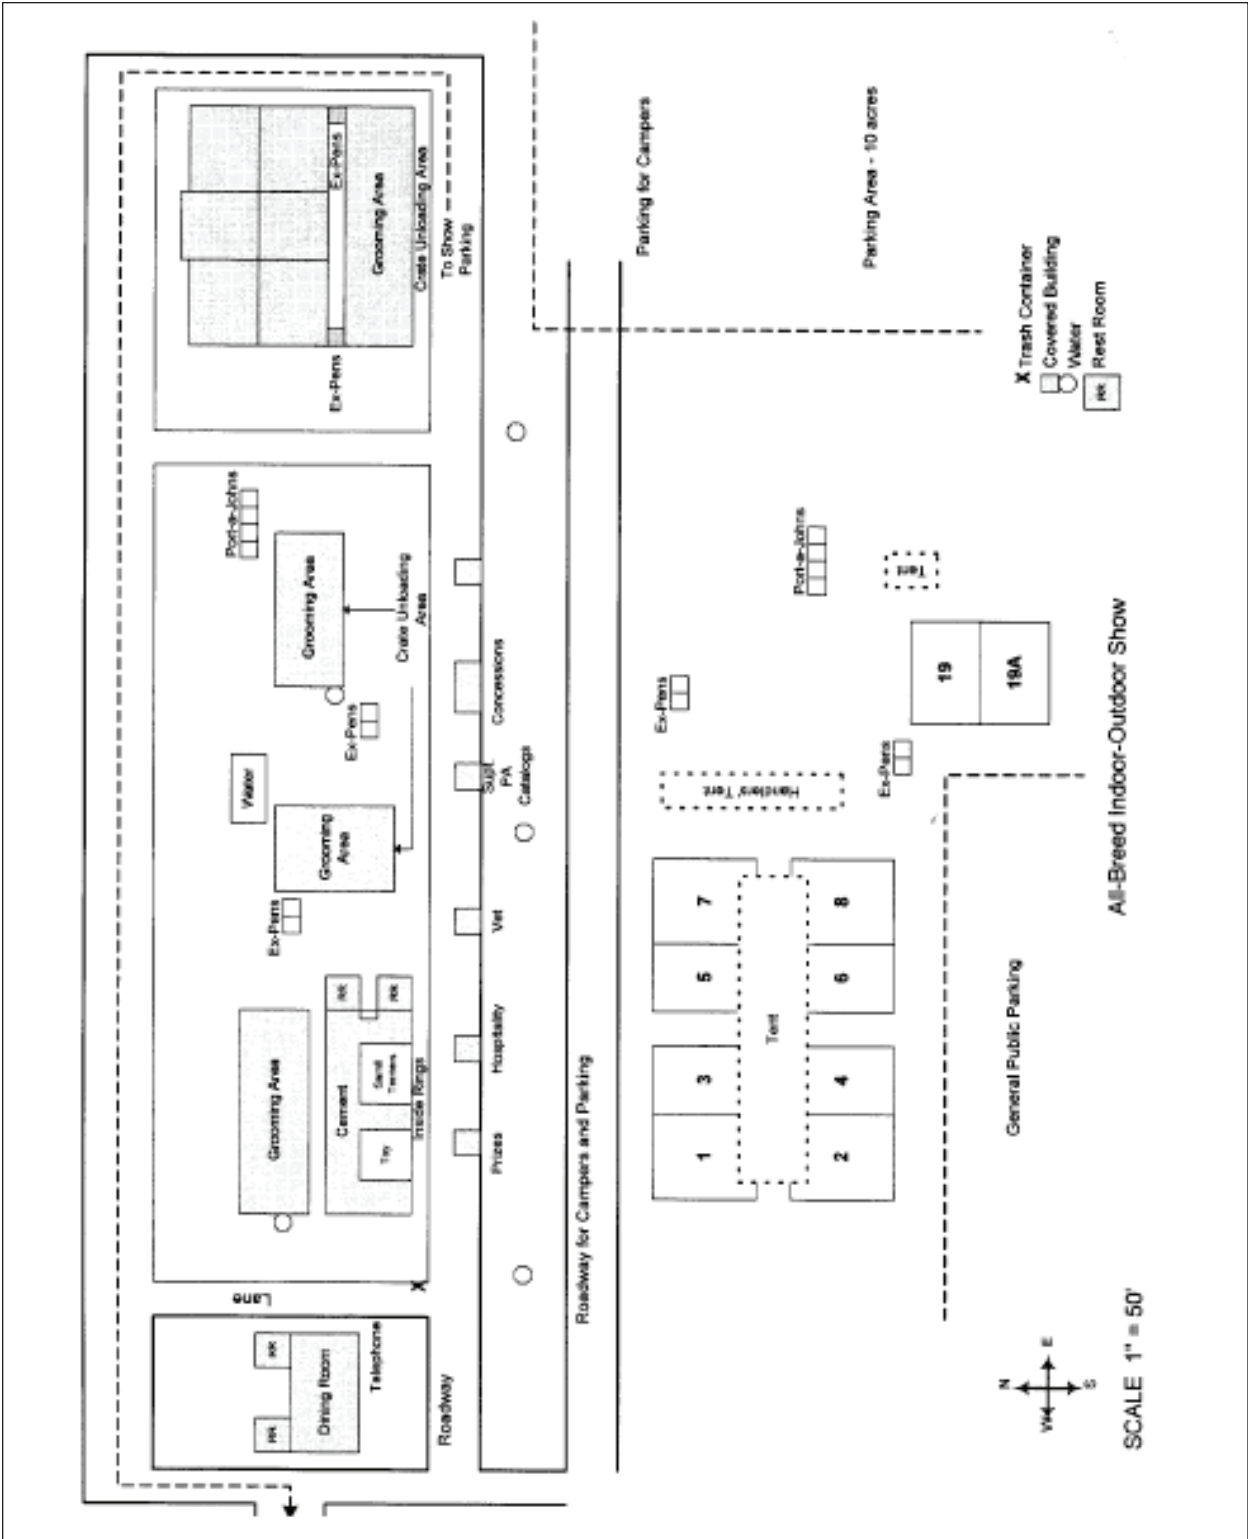 Lane
RR
RR
Dining Room
Telephone
Roadway
Grooming Area
Cement
RR
RR
Toy
Inside Rings
Ex-Pens
Grooming
Area
Water
Ex-Pens
Grooming Area
Port-a-Johns
Crate Unloading
Area
Ex-Pens
Ex-Pens
Grooming Area
Crate Unloading Area
To Show
Parking
Prizes
Hospitality
Vet
Supt.
PA
Catalogs
Concessions
Roadway for Campers and Parking
Parking for Campers
Parking Area - 10 acres
1
3
5
7
Tent
2
4
6
8
Handlers' Tent
Ex-Pens
Ex-Pens
Port-a-Johns
Tent
19
19A
General Public Parking
X Trash Container
Covered Building
Water
RR Rest Room
N
W E
S
All-Breed Indoor-Outdoor Show
SCALE 1" = 50'
X